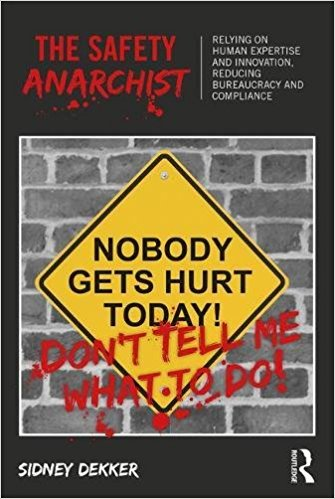 THE SAFETY
ANARCHIST
RELYING ON
HUMAN EXPERTISE
AND INNOVATION,
REDUCING
BUREAUCRACY AND
COMPLIANCE
NOBODY
GETS HURT
TODAY!
DON'T TELL ME
WHAT TO DO!
SIDNEY DEKKER
ROUTLEDGE